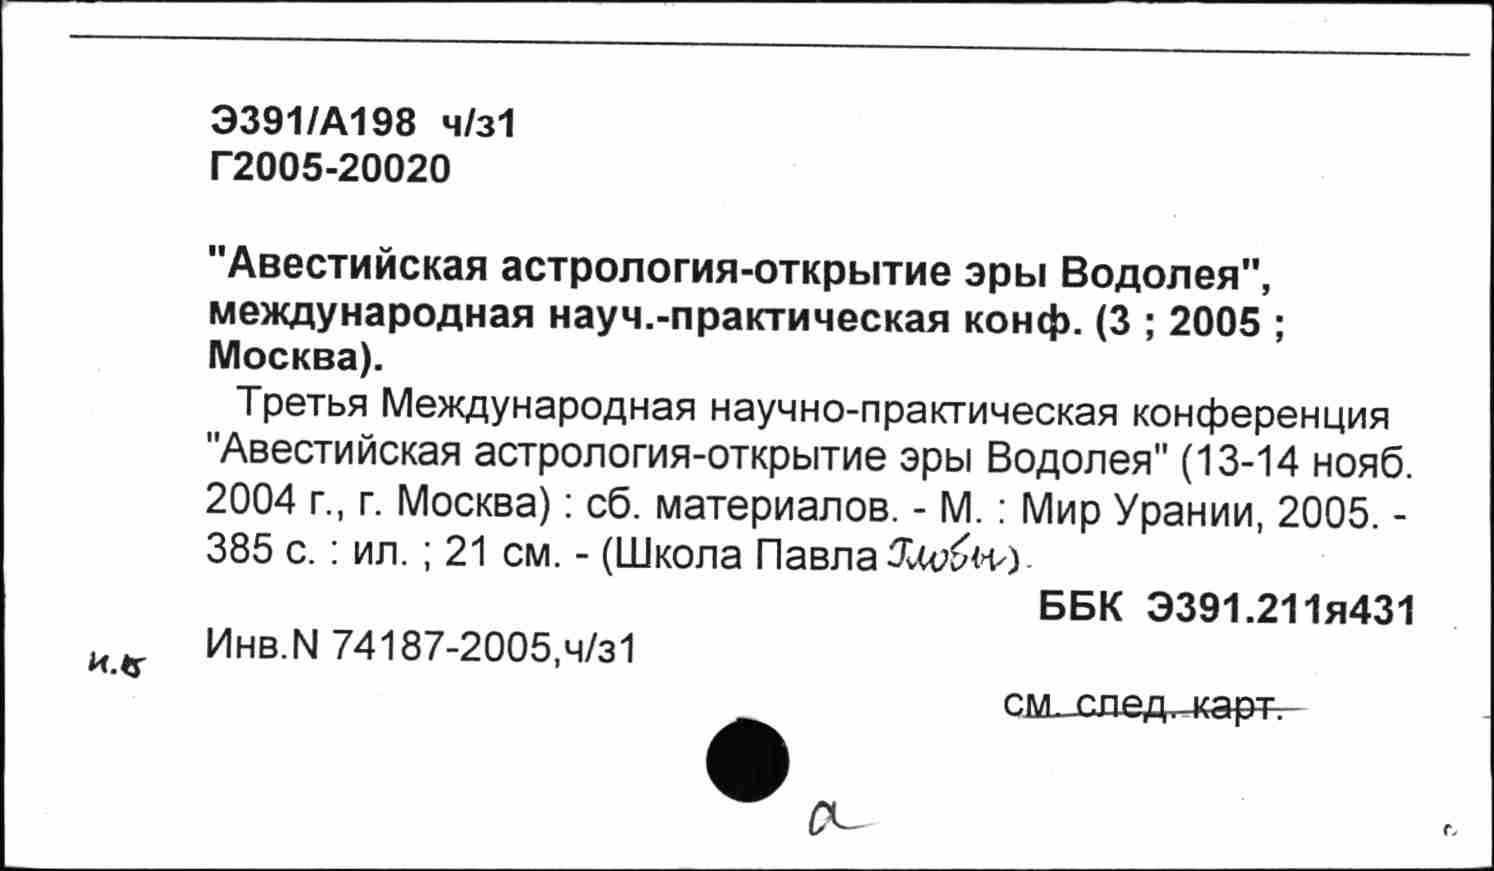 Э391/А198 ч/з1
Г2005-20020
"Авестийская астрология-открытие эры Водолея",
международная науч.-практическая конф. (3 ; 2005 ;
Москва).
Третья Международная научно-практическая конференция
"Авестийская астрология-открытие эры Водолея" (13-14 нояб.
2004 г., г. Москва) : сб. материалов. - М. : Мир Урании, 2005. -
385 с. : ил. ; 21 см. - (Школа Павла Глобы).
ББК Э391.211я431
Инв.N 74187-2005,ч/з1
см. след. карт.
а